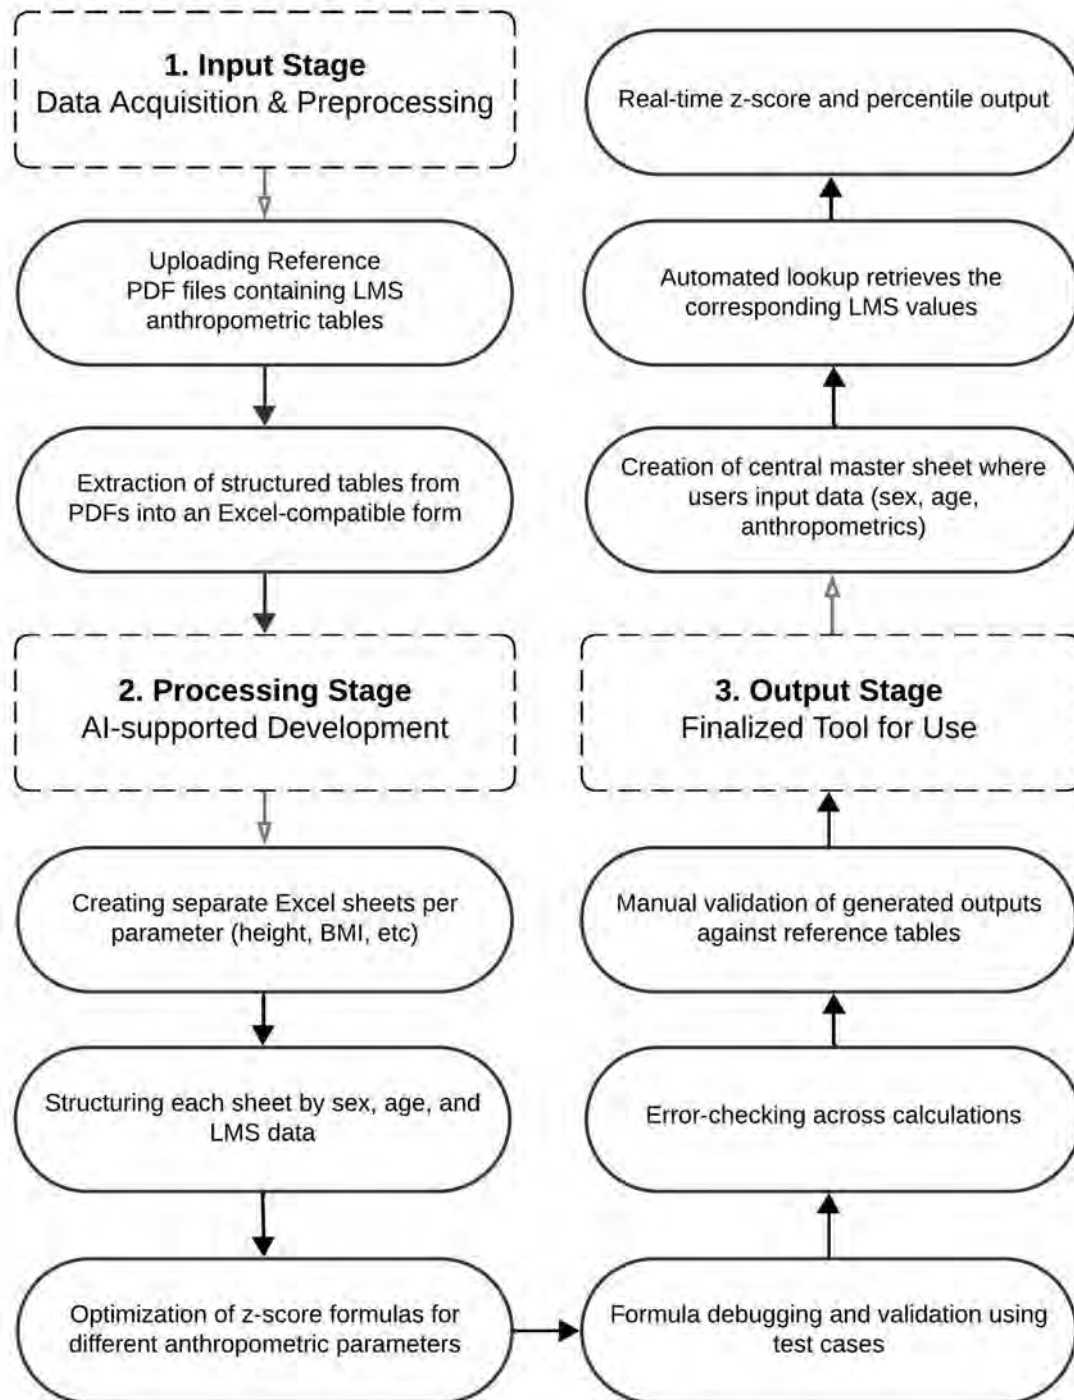 1. Input Stage
Data Acquisition & Preprocessing
Uploading Reference
PDF files containing LMS
anthropometric tables
Extraction of structured tables from
PDFs into an Excel-compatible form
2. Processing Stage
AI-supported Development
Creating separate Excel sheets per
parameter (height, BMI, etc)
Structuring each sheet by sex, age, and
LMS data
Optimization of z-score formulas for
different anthropometric parameters
Formula debugging and validation using
test cases
Error-checking across calculations
Manual validation of generated outputs
against reference tables
3. Output Stage
Finalized Tool for Use
Creation of central master sheet where
users input data (sex, age,
anthropometrics)
Automated lookup retrieves the
corresponding LMS values
Real-time z-score and percentile output